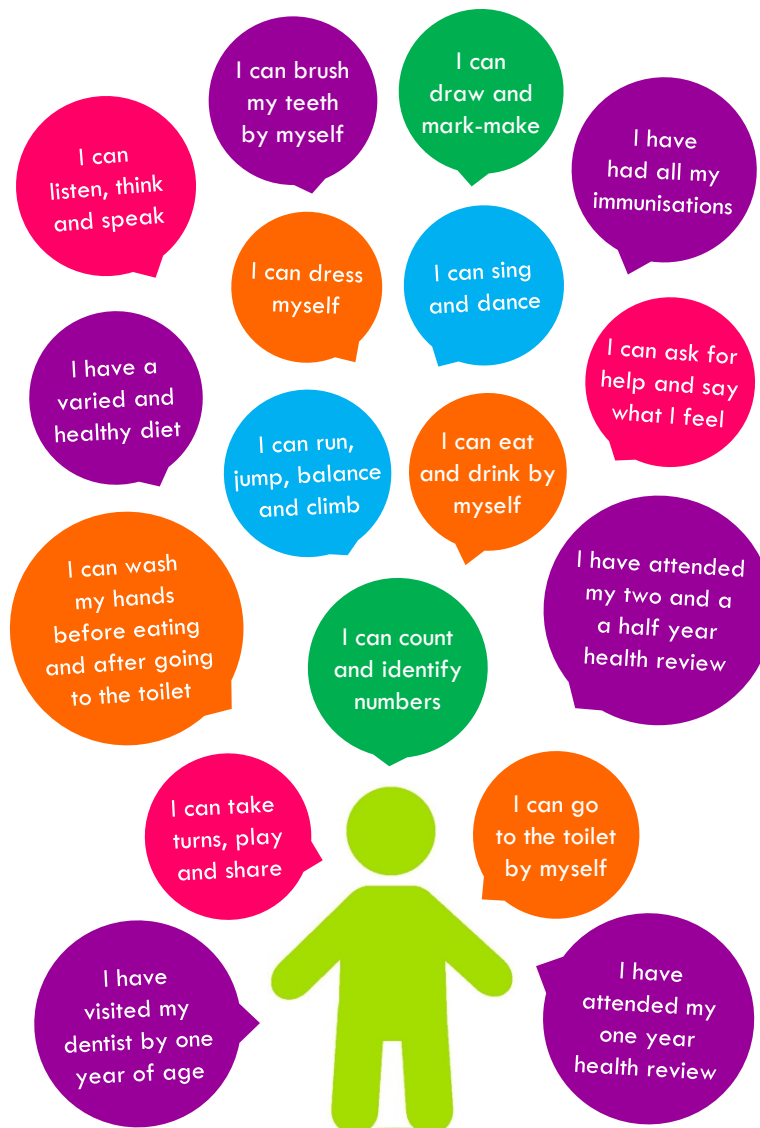 I can brush
my teeth
by myself
I can
draw and
mark-make
I can
listen, think
and speak
I have
had all my
immunisations
I can dress
myself
I can sing
and dance
I have a
varied and
healthy diet
I can ask for
help and say
what I feel
I can run,
jump, balance
and climb
I can eat
and drink by
myself
I can wash
my hands
before eating
and after going
to the toilet
I have attended
my two and a
a half year
health review
I can count
and identify
numbers
I can take
turns, play
and share
I can go
to the toilet
by myself
I have
visited my
dentist by one
year of age
I have
attended my
one year
health review